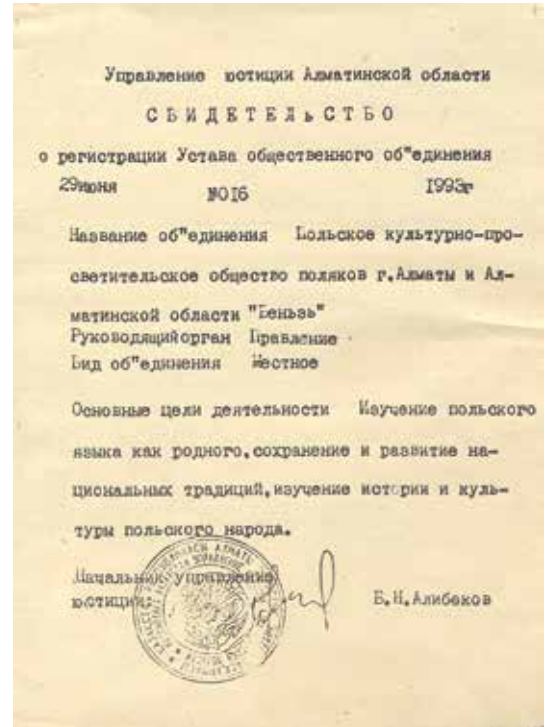 Управление юстиции Алматинской области
СВИДЕТЕЛЬСТВО
о регистрации Устава общественного об"единения
29июня №016 1993г
Название об"единения Польское культурно-про-
светительское общество поляков г.Алматы и Ал-
матинской области "Веньзь"
Руководящийорган Правление
Вид об"единения Местное
Основные цели деятельности Изучение польского
языка как родного,сохранение и развитие на-
циональных традиций,изучение истории и куль-
туры польского народа.
Начальник управления
юстиции Б.Н.Алибеков